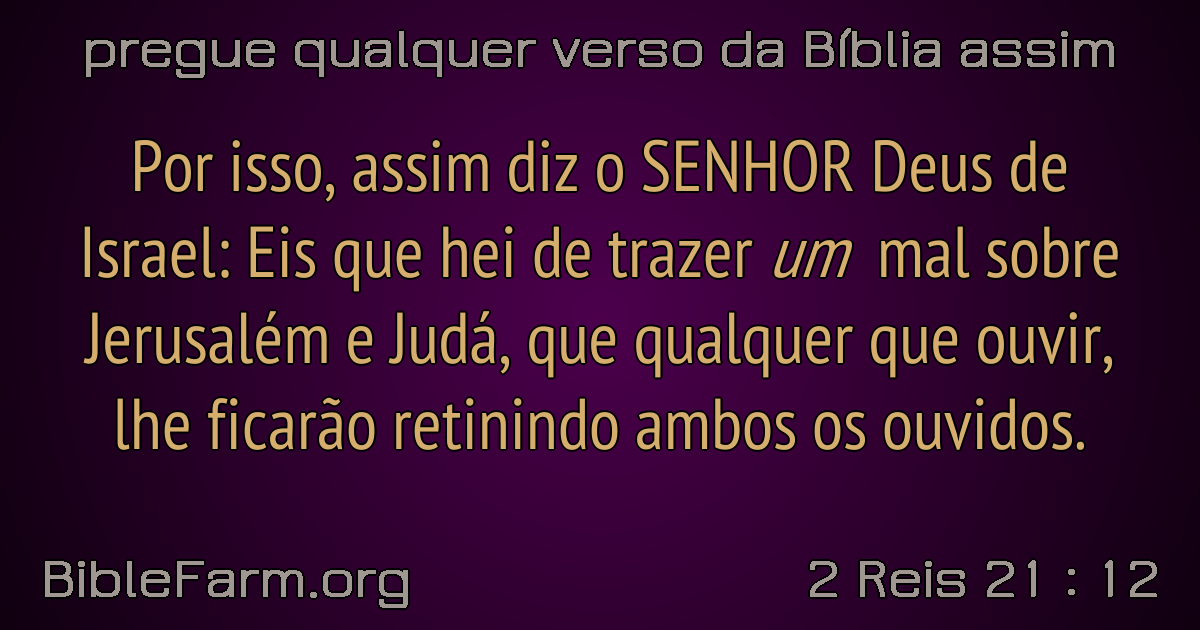 pregue qualquer verso da Bíblia assim
Por isso, assim diz o SENHOR Deus de
Israel: Eis que hei de trazer um mal sobre
Jerusalém e Judá, que qualquer que ouvir,
lhe ficarão retinindo ambos os ouvidos.
BibleFarm.org
2 Reis 21 : 12